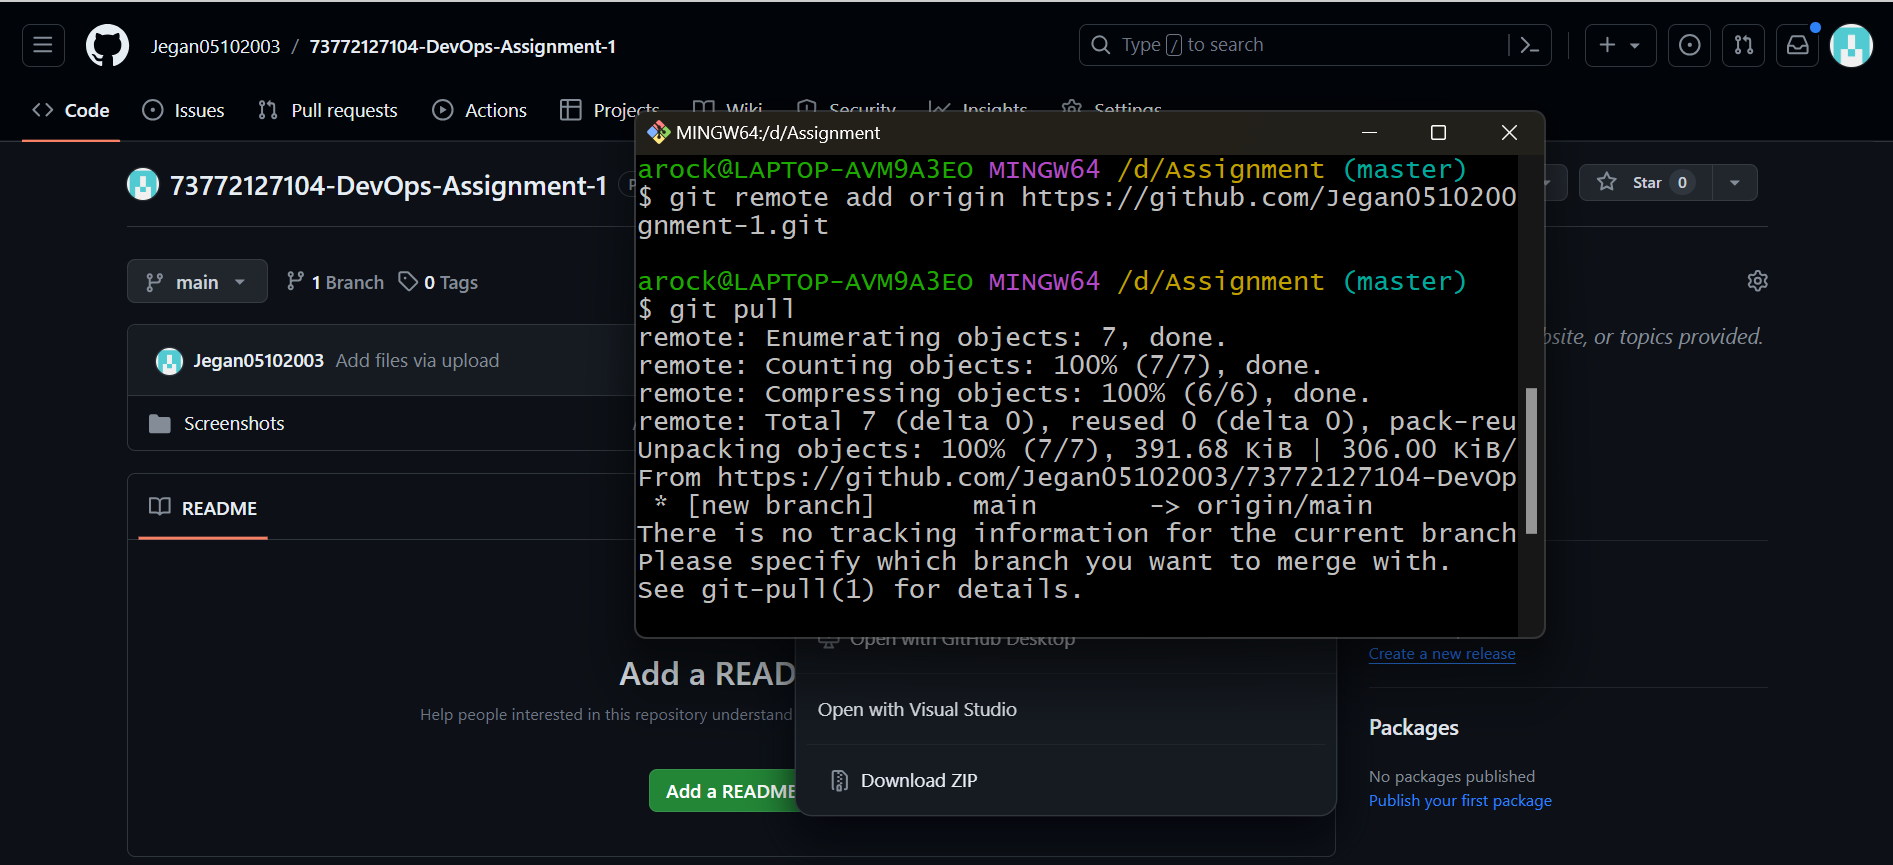 Jegan05102003 / 73772127104-DevOps-Assignment-1
Type / to search
Code Issues Pull requests Actions Projects Wiki Security Insights Settings
MINGW64:/d/Assignment
73772127104-DevOps-Assignment-1
Star 0
arock@LAPTOP-AVM9A3EO MINGW64 /d/Assignment (master)
$ git remote add origin https://github.com/Jegan0510200
gnment-1.git
arock@LAPTOP-AVM9A3EO MINGW64 /d/Assignment (master)
$ git pull
remote: Enumerating objects: 7, done.
remote: Counting objects: 100% (7/7), done.
remote: Compressing objects: 100% (6/6), done.
remote: Total 7 (delta 0), reused 0 (delta 0), pack-reu
Unpacking objects: 100% (7/7), 391.68 KiB | 306.00 KiB/
From https://github.com/Jegan05102003/73772127104-DevOp
* [new branch] main -> origin/main
There is no tracking information for the current branch
Please specify which branch you want to merge with.
See git-pull(1) for details.
main
1 Branch
0 Tags
Jegan05102003 Add files via upload
Screenshots
README
Add a READ
Help people interested in this repository understand
Add a README
Open with GitHub Desktop
Open with Visual Studio
Download ZIP
site, or topics provided.
Create a new release
Packages
No packages published
Publish your first package